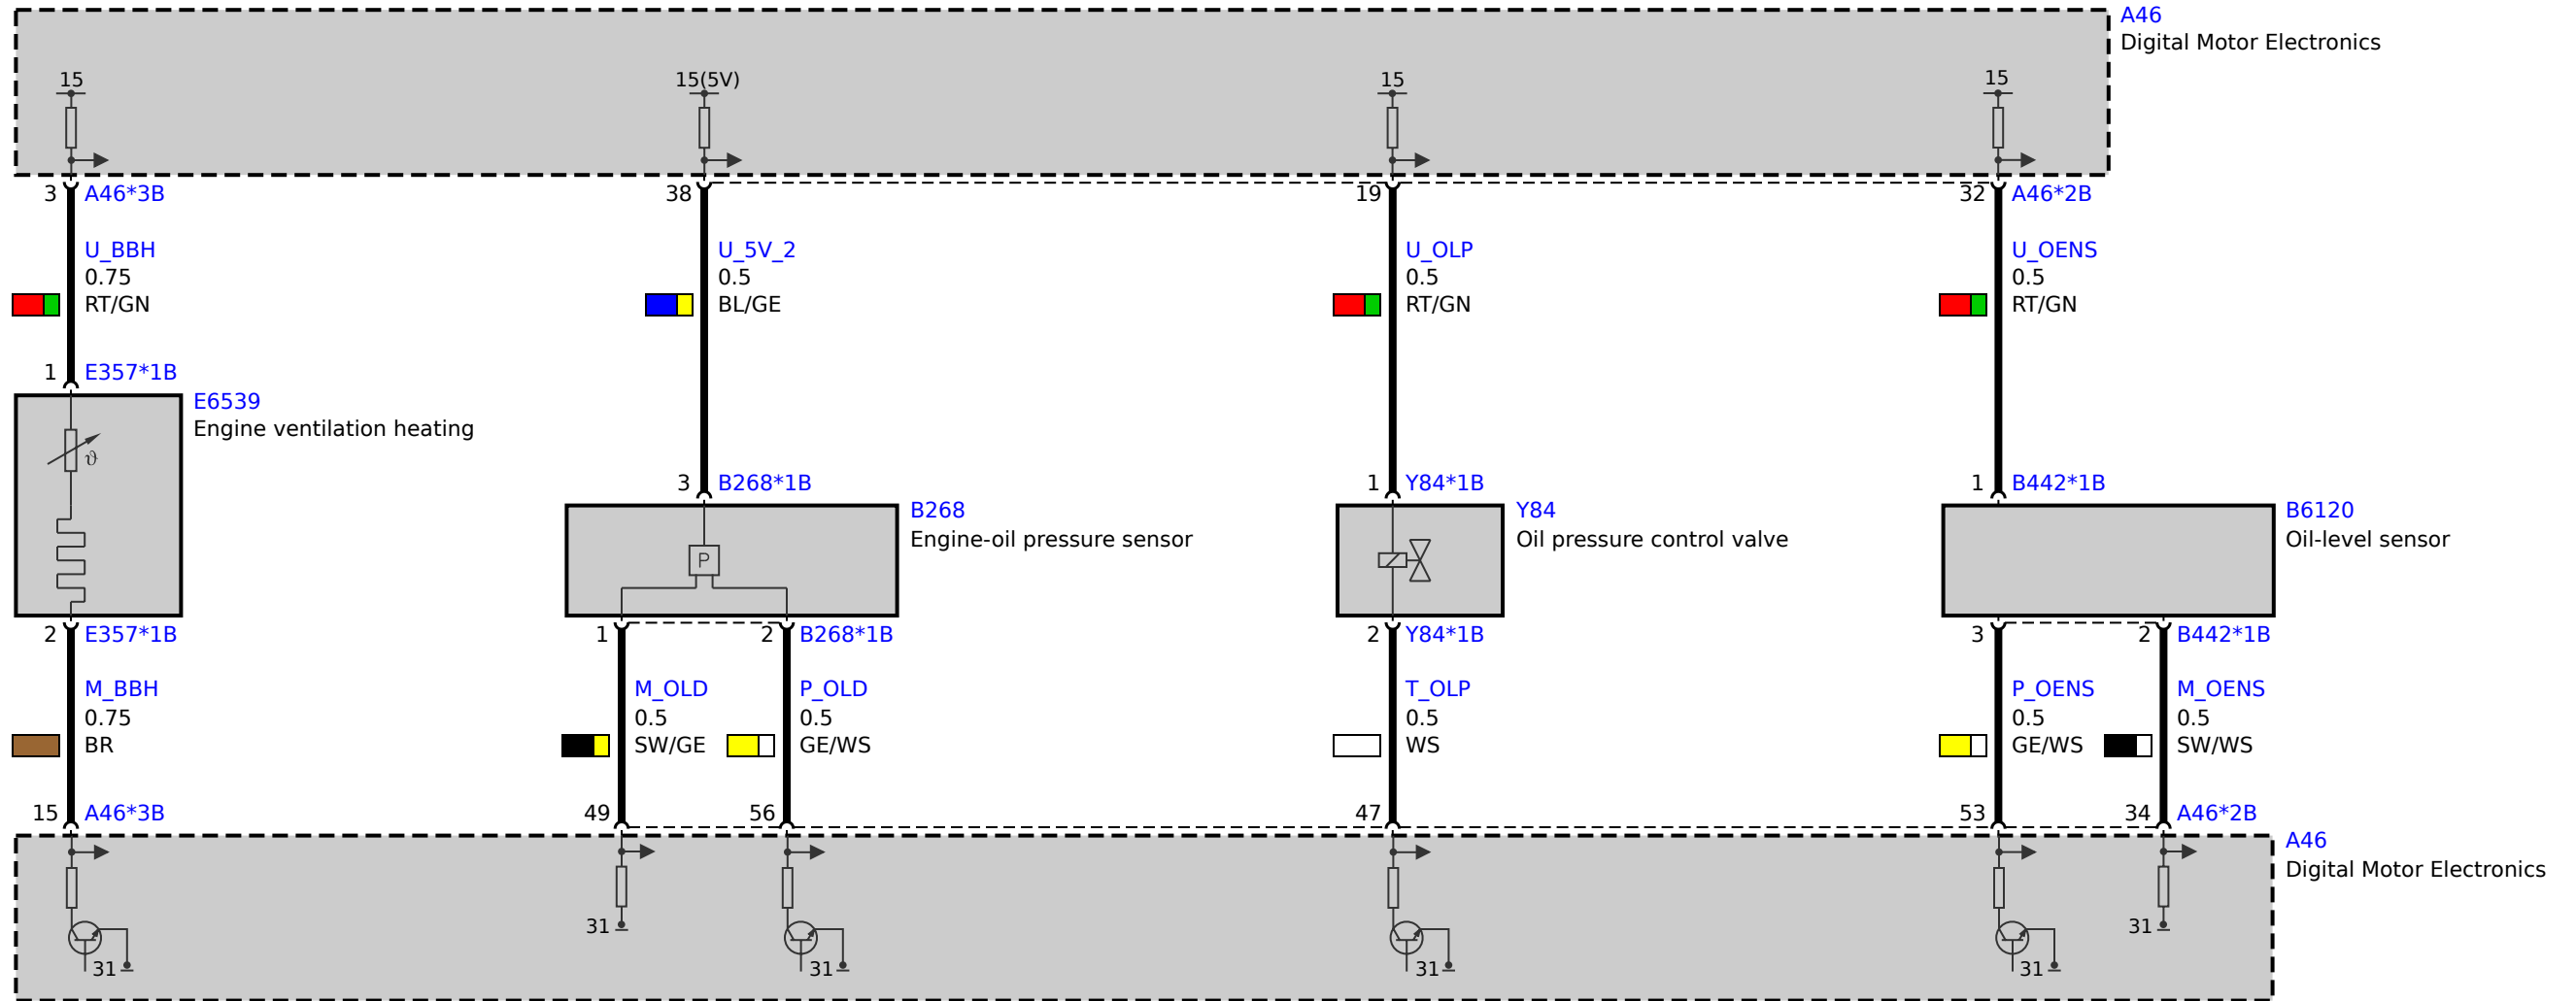 A46
Digital Motor Electronics
15
15(5V)
15
15
3 A46*3B
38
19
32 A46*2B
U_BBH
0.75
RT/GN
U_5V_2
0.5
BL/GE
U_OLP
0.5
RT/GN
U_OENS
0.5
RT/GN
1 E357*1B
E6539
Engine ventilation heating
ϑ
3 B268*1B
B268
Engine-oil pressure sensor
P
1 Y84*1B
Y84
Oil pressure control valve
1 B442*1B
B6120
Oil-level sensor
2 E357*1B
1
2 B268*1B
2 Y84*1B
3
2 B442*1B
M_BBH
0.75
BR
M_OLD
0.5
SW/GE
P_OLD
0.5
GE/WS
T_OLP
0.5
WS
P_OENS
0.5
GE/WS
M_OENS
0.5
SW/WS
15 A46*3B
49
56
47
53
34 A46*2B
A46
Digital Motor Electronics
31
31
31
31
31
31